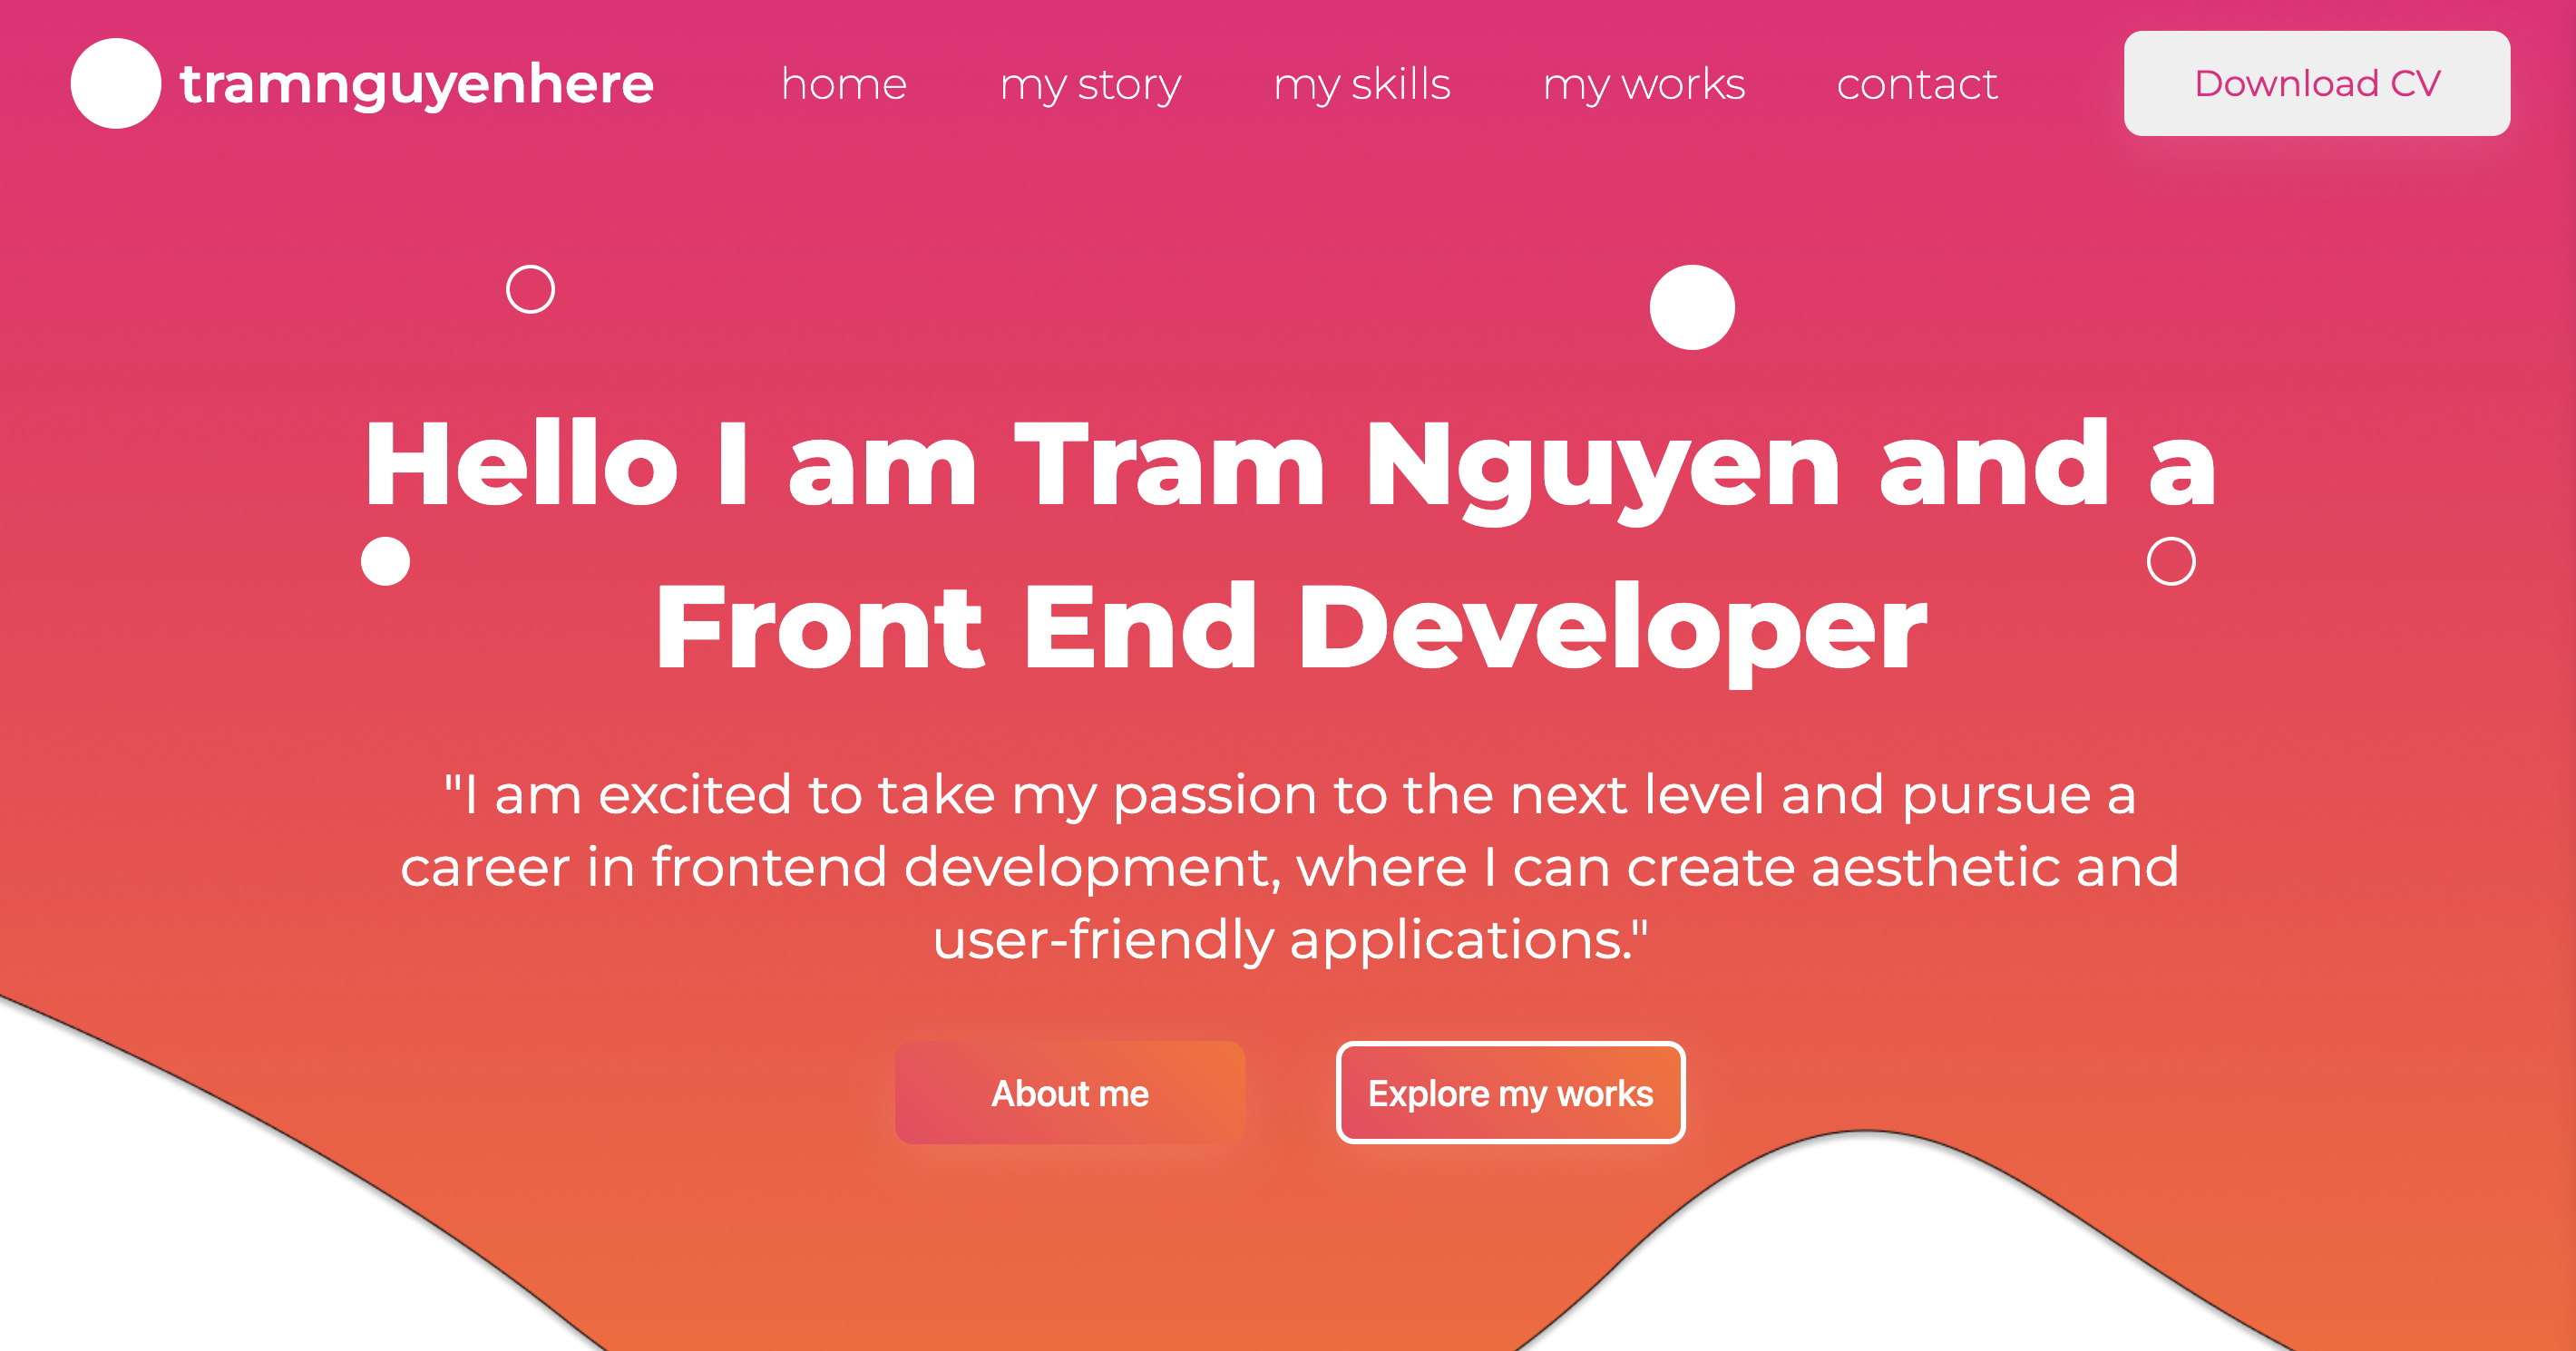 tramnguyenhere
home
my story
my skills
my works
contact
Download CV
Hello I am Tram Nguyen and a
Front End Developer
"I am excited to take my passion to the next level and pursue a
career in frontend development, where I can create aesthetic and
user-friendly applications."
About me
Explore my works